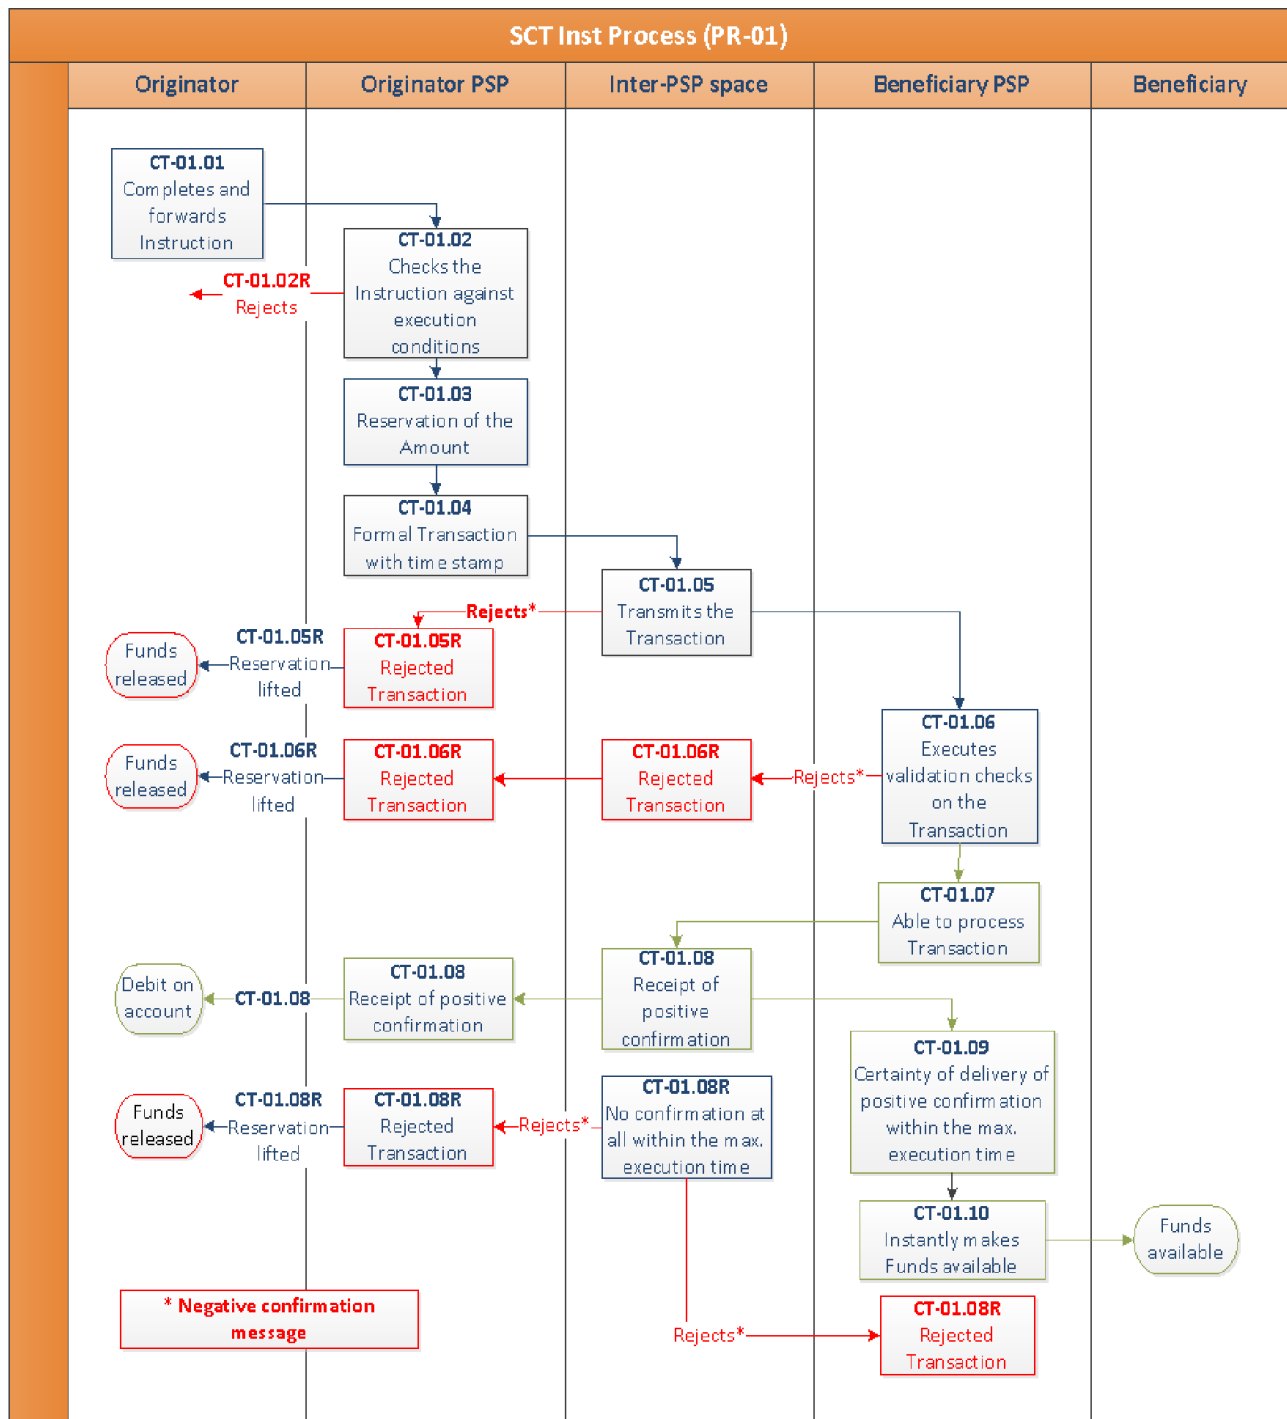 SCT Inst Process (PR-01)
Originator
Originator PSP
Inter-PSP space
Beneficiary PSP
Beneficiary
CT-01.01
Completes and
forwards
Instruction
CT-01.02
Checks the
Instruction against
execution
conditions
CT-01.02R
Rejects
CT-01.03
Reservation of the
Amount
CT-01.04
Formal Transaction
with time stamp
CT-01.05
Transmits the
Transaction
Rejects*
CT-01.05R
Rejected
Transaction
CT-01.05R
Reservation
lifted
Funds
released
CT-01.06
Executes
validation checks
on the
Transaction
Rejects*
CT-01.06R
Rejected
Transaction
CT-01.06R
Rejected
Transaction
CT-01.06R
Reservation
lifted
Funds
released
CT-01.07
Able to process
Transaction
CT-01.08
Receipt of
positive
confirmation
CT-01.08
Receipt of positive
confirmation
CT-01.08
Debit on
account
CT-01.09
Certainty of delivery of
positive confirmation
within the max.
execution time
CT-01.08R
No confirmation at
all within the max.
execution time
Rejects*
CT-01.08R
Rejected
Transaction
CT-01.08R
Reservation
lifted
Funds
released
CT-01.10
Instantly makes
Funds available
Funds
available
Rejects*
CT-01.08R
Rejected
Transaction
* Negative confirmation
message